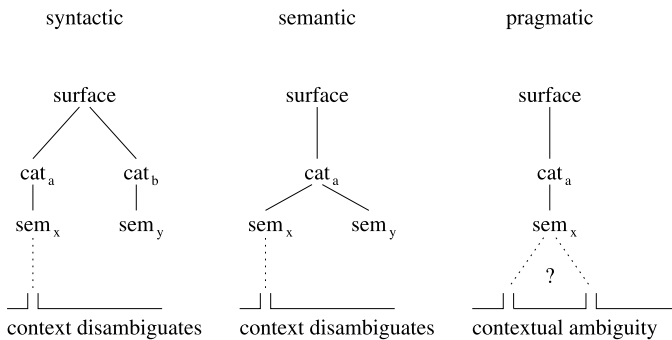 syntactic semantic pragmatic
surface surface surface
cat a cat b cat a cat a
sem x sem y sem x sem y sem x
?
context disambiguates context disambiguates contextual ambiguity